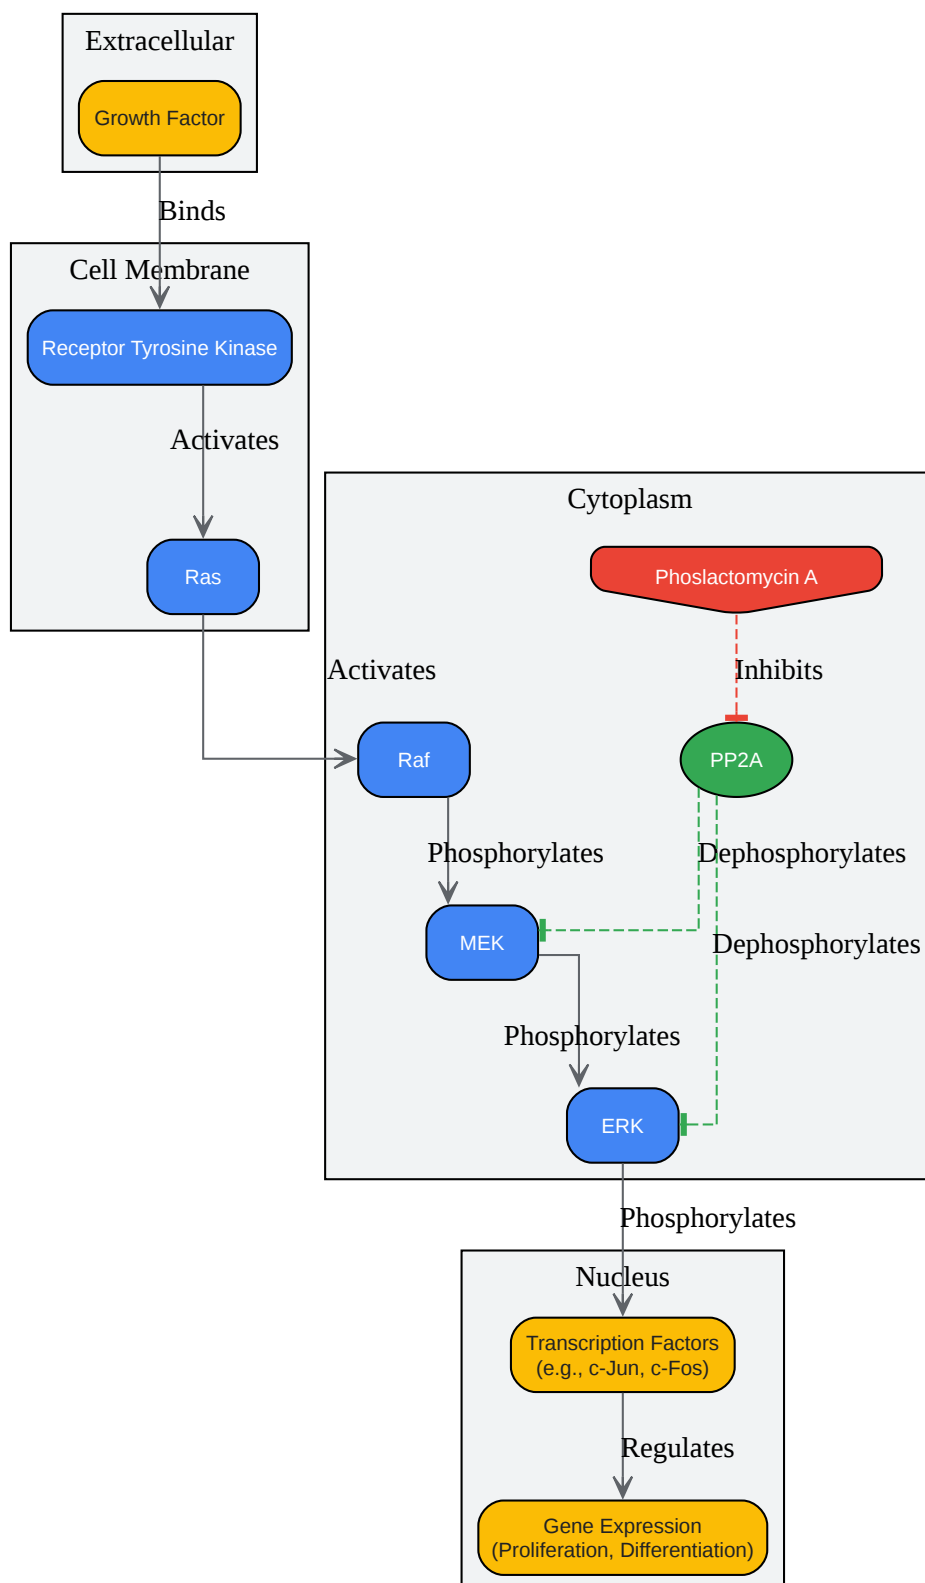 Extracellular
Growth Factor
Binds
Cell Membrane
Receptor Tyrosine Kinase
Activates
Ras
Cytoplasm
Phoslactomycin A
Activates
Inhibits
Raf
PP2A
Phosphorylates
Dephosphorylates
MEK
Dephosphorylates
Phosphorylates
ERK
Phosphorylates
Nucleus
Transcription Factors
(e.g., c-Jun, c-Fos)
Regulates
Gene Expression
(Proliferation, Differentiation)